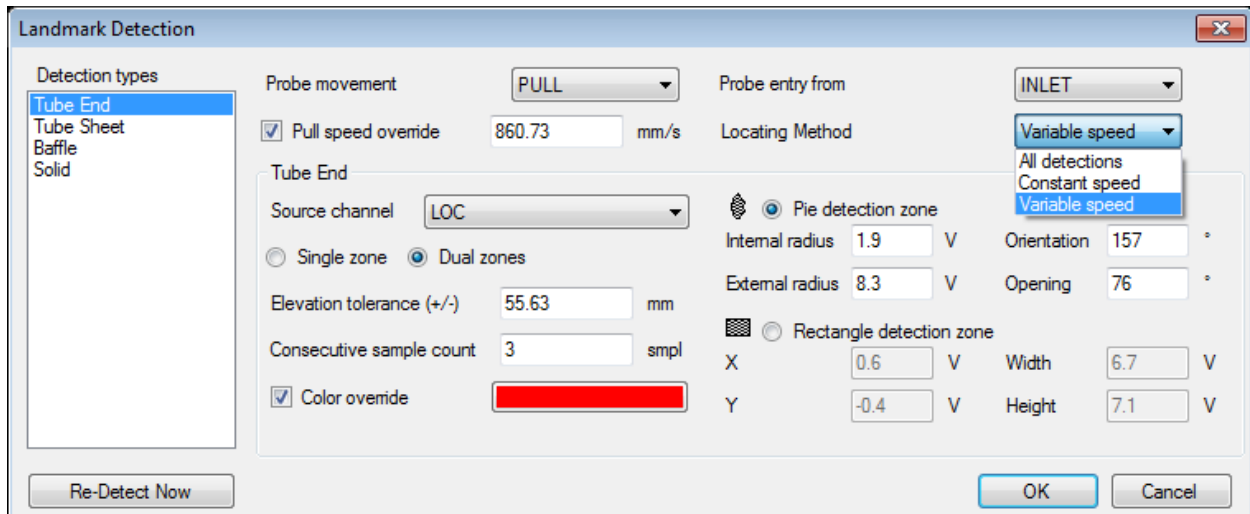 Landmark Detection
Detection types
Tube End
Tube Sheet
Baffle
Solid
Probe movement PULL Probe entry from INLET
Pull speed override 860.73 mm/s Locating Method Variable speed
All detections
Constant speed
Variable speed
Tube End
Source channel LOC
Single zone Dual zones
Elevation tolerance (+/-) 55.63 mm
Consecutive sample count 3 smpl
Color override
Pie detection zone
Internal radius 1.9 V Orientation 157 °
External radius 8.3 V Opening 76 °
Rectangle detection zone
X 0.6 V Width 6.7 V
Y -0.4 V Height 7.1 V
Re-Detect Now OK Cancel